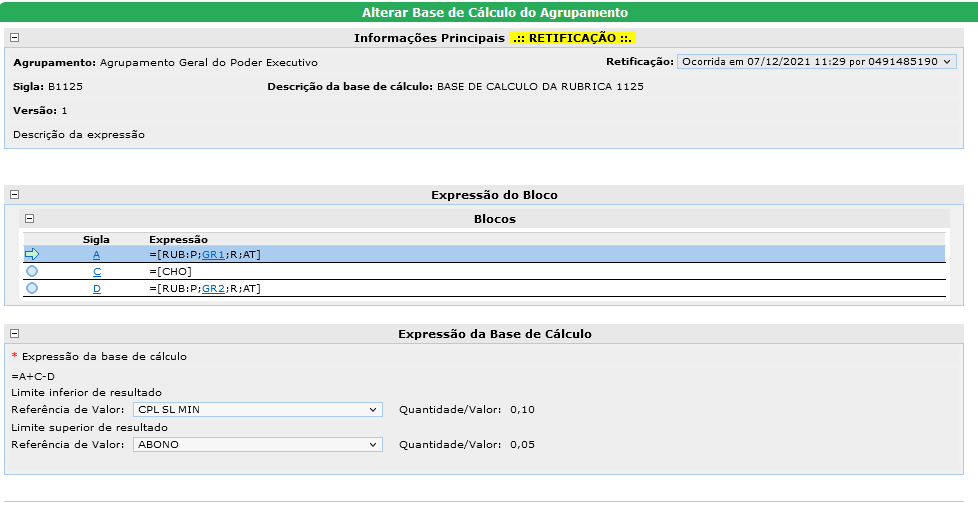 Alterar Base de Cálculo do Agrupamento
Informações Principais .:: RETIFICAÇÃO ::.
Agrupamento: Agrupamento Geral do Poder Executivo Retificação: Ocorrida em 07/12/2021 11:29 por 0491485190
Sigla: B1125 Descrição da base de cálculo: BASE DE CALCULO DA RUBRICA 1125
Versão: 1
Descrição da expressão
Expressão do Bloco
Blocos
Sigla Expressão
A =[RUB:P;GR1;R;AT]
C =[CHO]
D =[RUB:P;GR2;R;AT]
Expressão da Base de Cálculo
* Expressão da base de cálculo
=A+C-D
Limite inferior de resultado
Referência de Valor: CPL SL MIN Quantidade/Valor: 0,10
Limite superior de resultado
Referência de Valor: ABONO Quantidade/Valor: 0,05